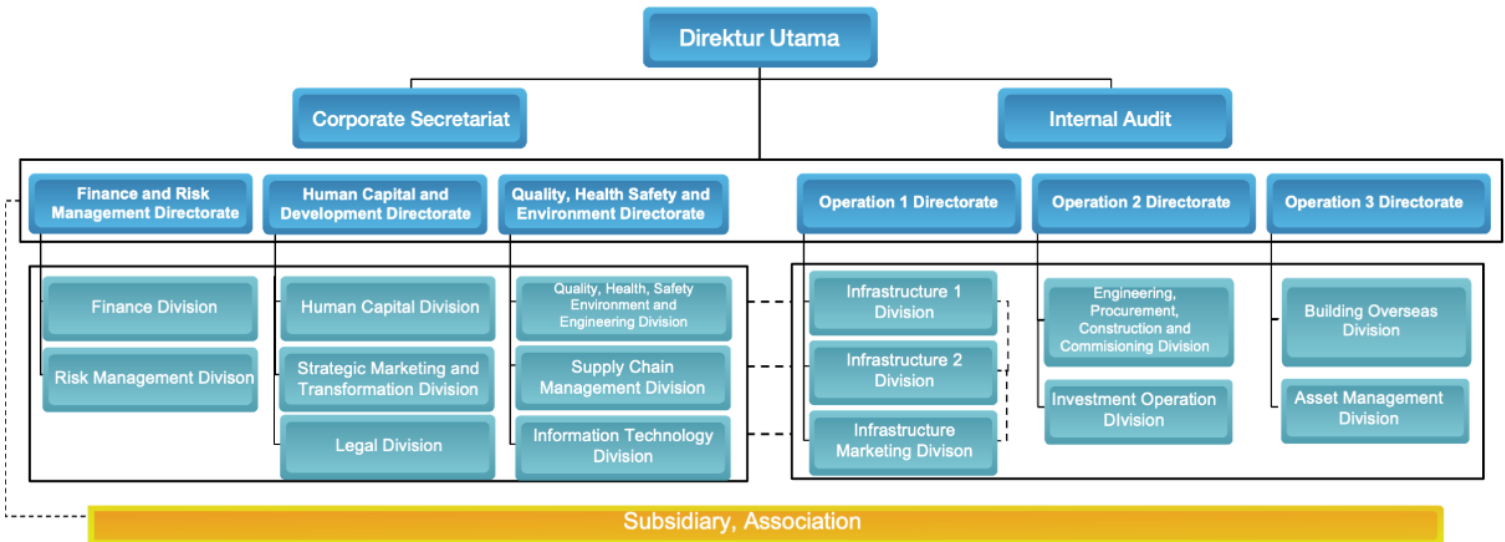 Direktur Utama
Corporate Secretariat
Internal Audit
Finance and Risk
Management Directorate
Human Capital and
Development Directorate
Quality, Health Safety and
Environment Directorate
Operation 1 Directorate
Operation 2 Directorate
Operation 3 Directorate
Finance Division
Risk Management Divison
Human Capital Division
Strategic Marketing and
Transformation Division
Legal Division
Quality, Health, Safety
Environment and
Engineering Division
Supply Chain
Management Division
Information Technology
Division
Infrastructure 1
Division
Infrastructure 2
Division
Infrastructure
Marketing Divison
Engineering,
Procurement,
Construction and
Commisioning Division
Investment Operation
DIvision
Building Overseas
Division
Asset Management
Division
Subsidiary, Association